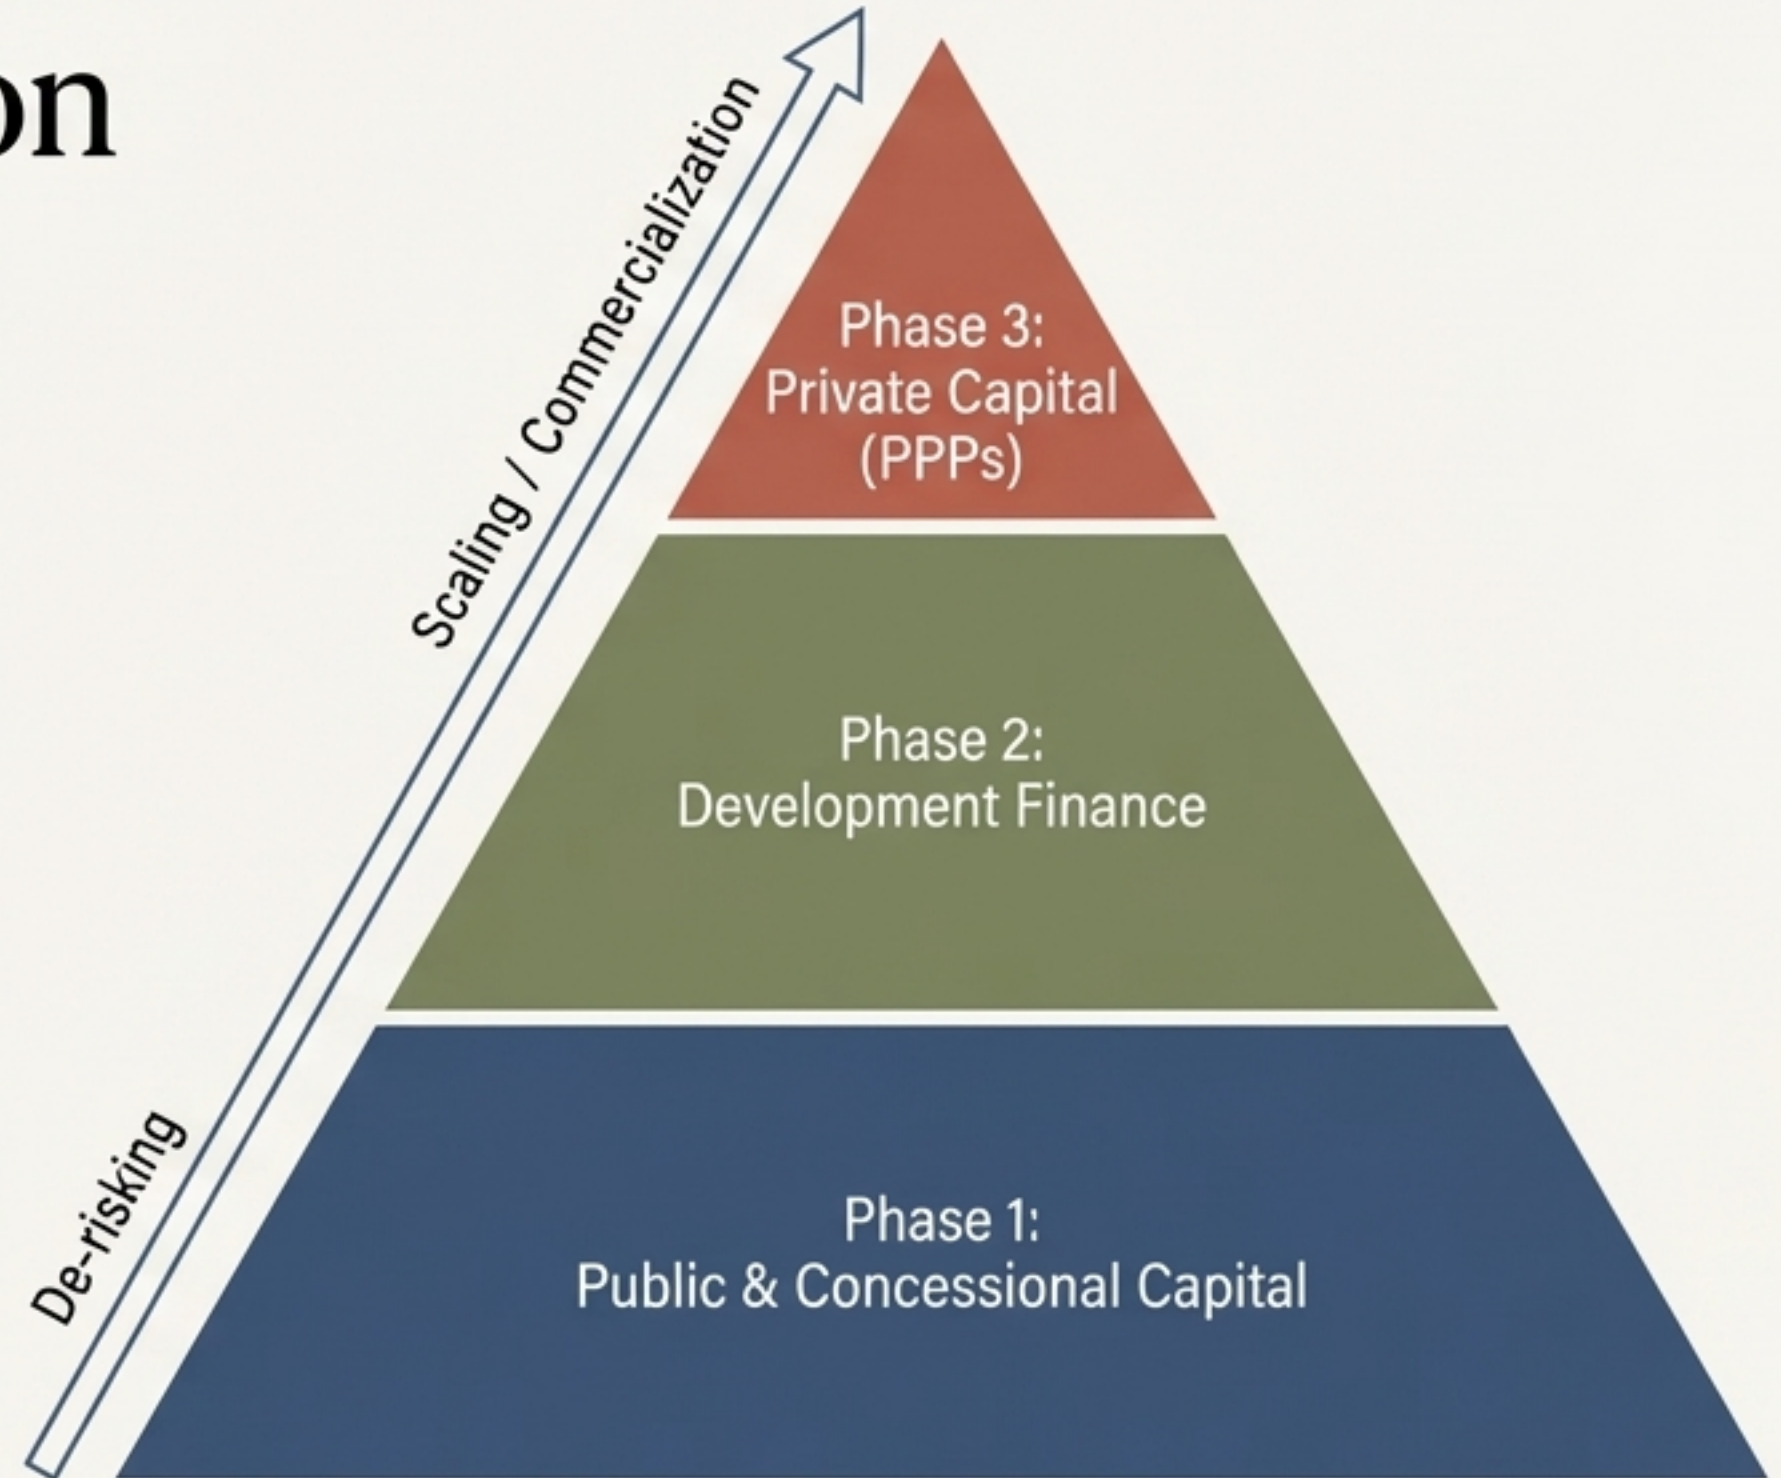 on
Scaling / Commercialization
De-risking
Phase 3:
Private Capital
(PPPs)
Phase 2:
Development Finance
Phase 1:
Public & Concessional Capital